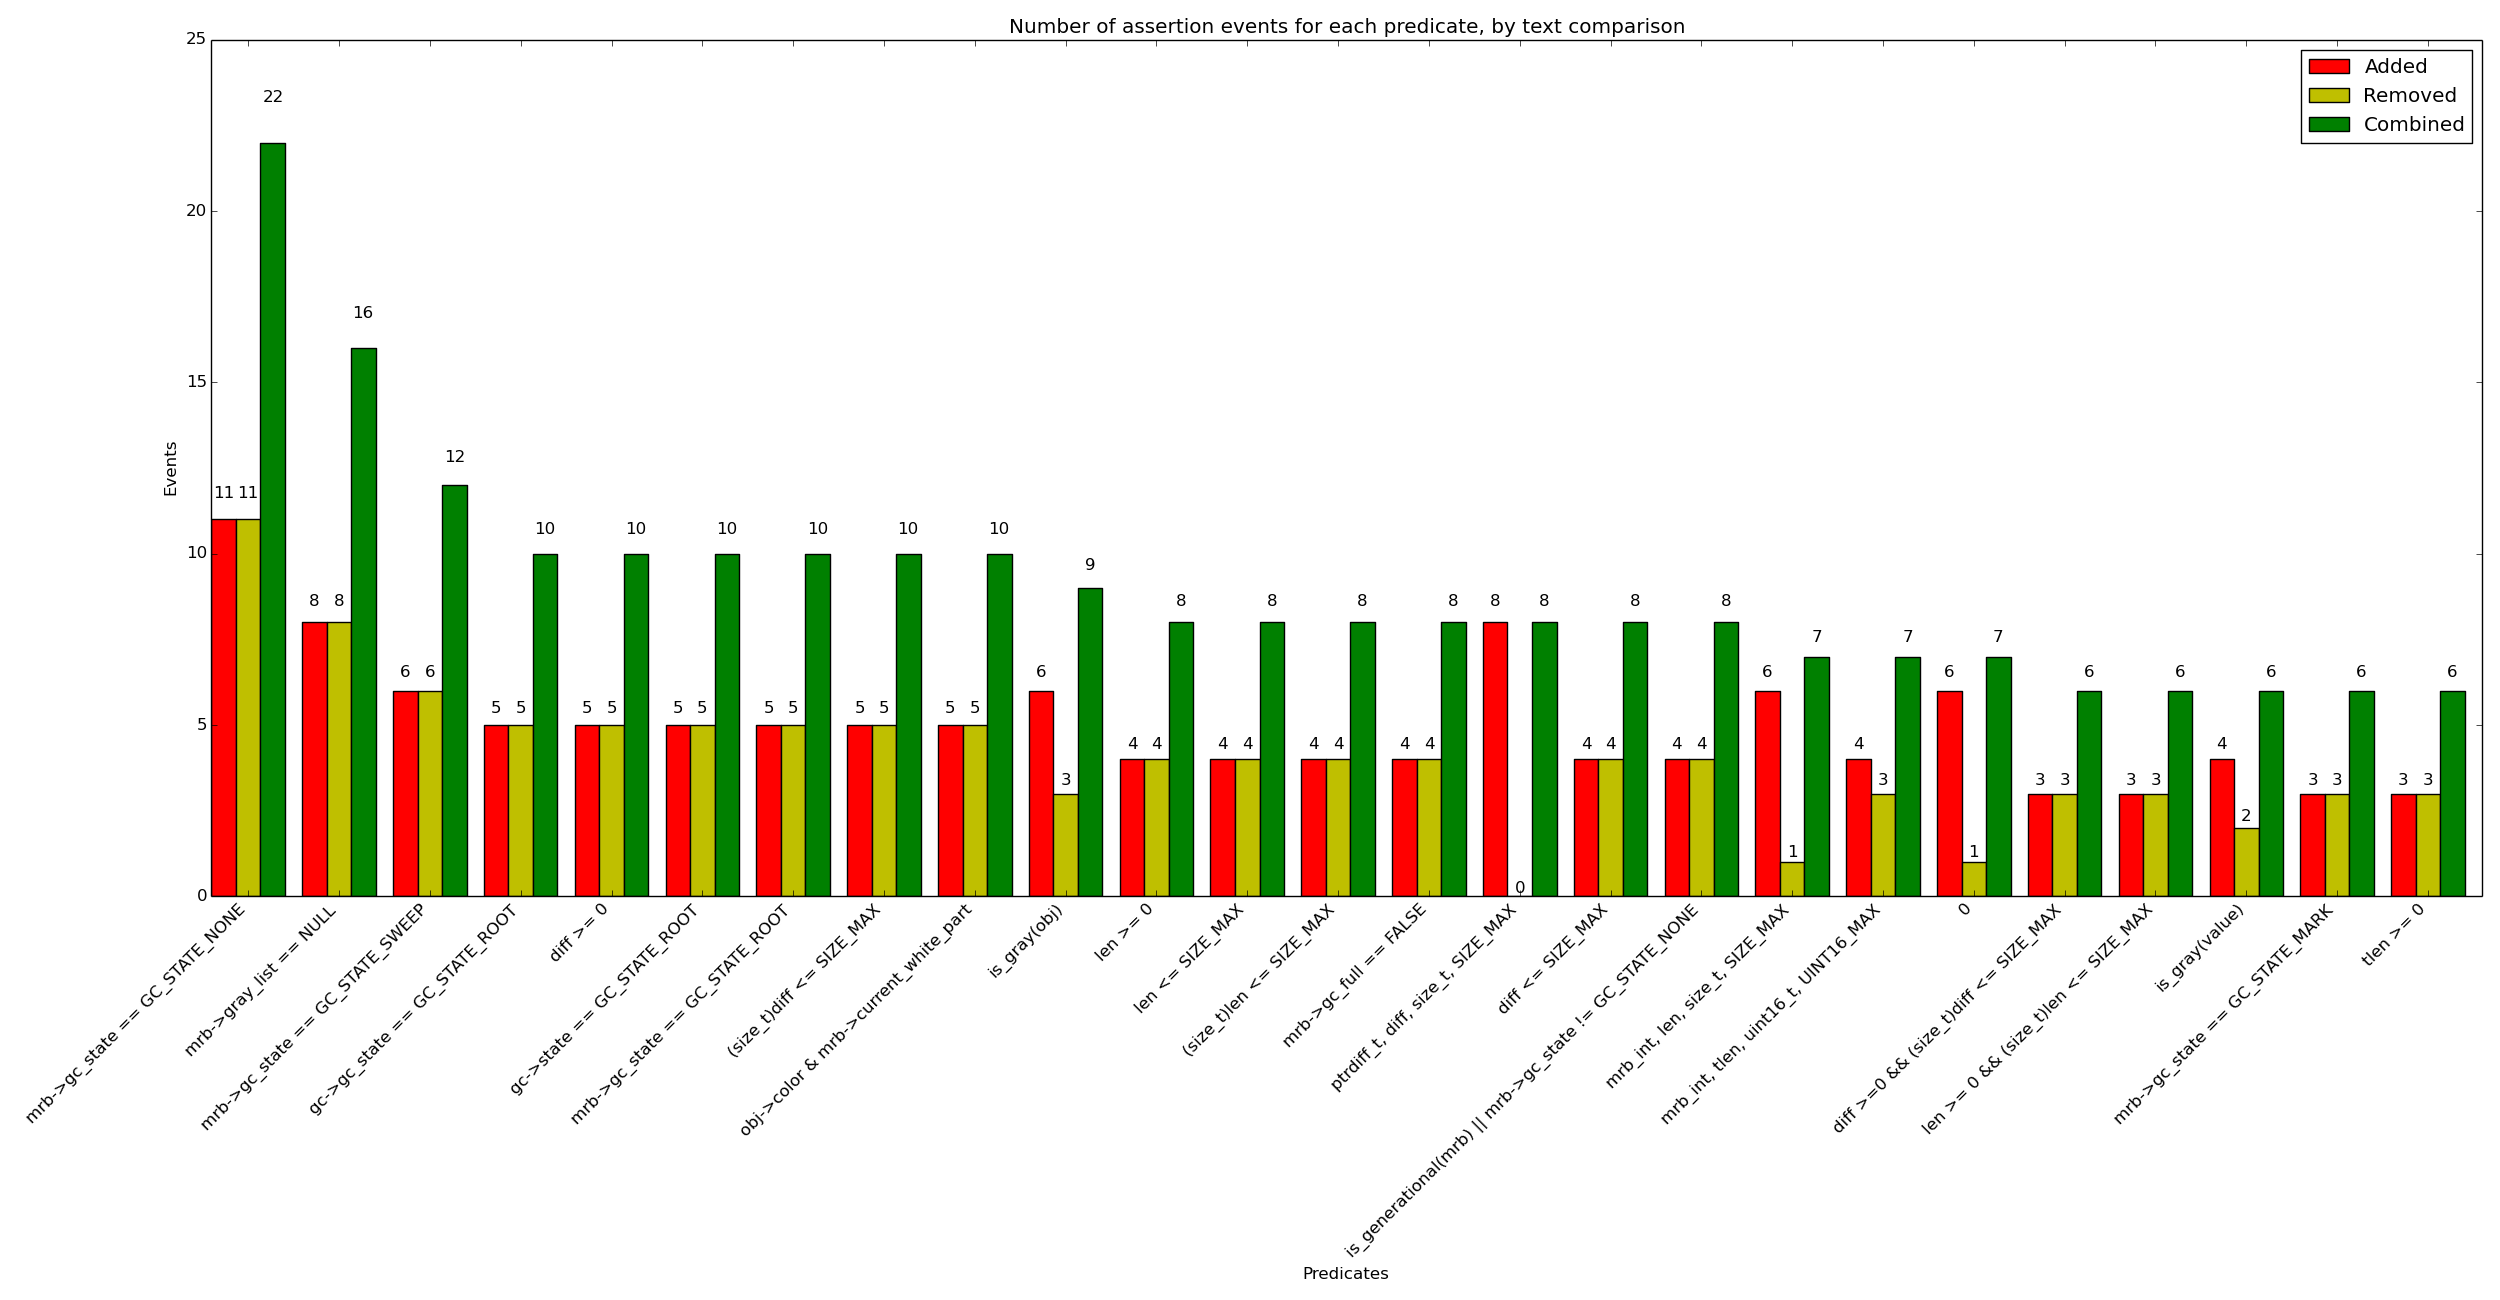 Number of assertion events for each predicate, by text comparison
25
20
15
10
5
0
Events
Added
Removed
Combined
11 11 22
8 8 16
6 6 12
5 5 10
5 5 10
5 5 10
5 5 10
5 5 10
5 5 10
6 3 9
4 4 8
4 4 8
4 4 8
4 4 8
8 0 8
4 4 8
4 4 8
6 1 7
4 3 7
6 1 7
3 3 6
3 3 6
4 2 6
3 3 6
3 3 6
mrb->gc_state == GC_STATE_NONE
mrb->gray_list == NULL
mrb->gc_state == GC_STATE_SWEEP
gc->gc_state == GC_STATE_ROOT
diff >= 0
gc->state == GC_STATE_ROOT
mrb->gc_state == GC_STATE_ROOT
(size_t)diff <= SIZE_MAX
obj->color & mrb->current_white_part
is_gray(obj)
len >= 0
len <= SIZE_MAX
(size_t)len <= SIZE_MAX
mrb->gc_full == FALSE
ptrdiff_t, diff, size_t, SIZE_MAX
diff <= SIZE_MAX
is_generational(mrb) || mrb->gc_state != GC_STATE_NONE
mrb_int, len, size_t, SIZE_MAX
mrb_int, tlen, uint16_t, UINT16_MAX
0
diff >=0 && (size_t)diff <= SIZE_MAX
len >= 0 && (size_t)len <= SIZE_MAX
is_gray(value)
mrb->gc_state == GC_STATE_MARK
tlen >= 0
Predicates